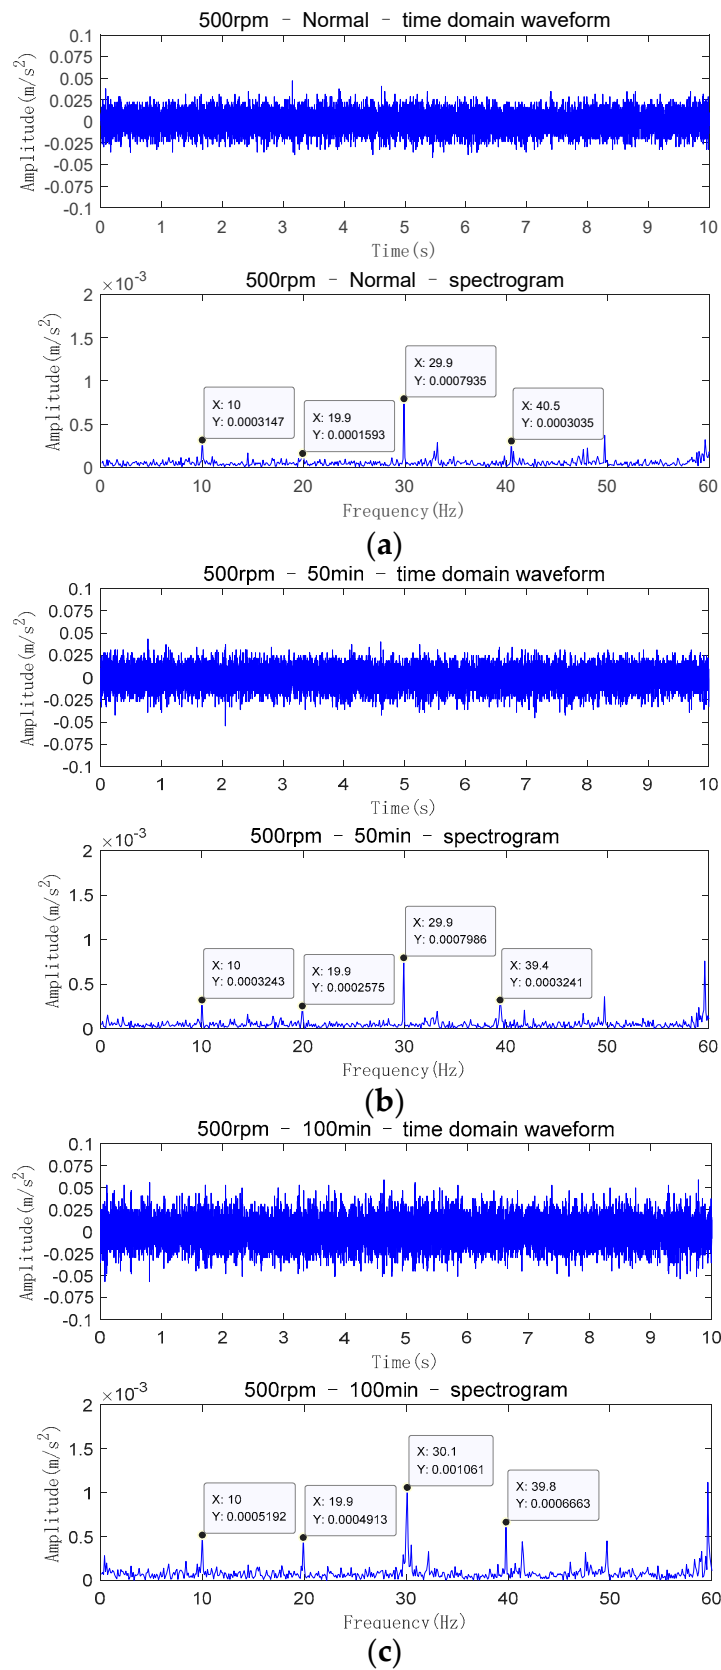 500rpm - Normal - time domain waveform
0.1
0.075
0.05
0.025
0
-0.025
-0.05
-0.075
-0.1
Amplitude(m/s²)
0 1 2 3 4 5 6 7 8 9 10
Time(s)
500rpm - Normal - spectrogram
×10⁻³
2
1.5
1
0.5
0
Amplitude(m/s²)
X: 10
Y: 0.0003147
X: 19.9
Y: 0.0001593
X: 29.9
Y: 0.0007935
X: 40.5
Y: 0.0003035
0 10 20 30 40 50 60
Frequency(Hz)
(a)
500rpm - 50min - time domain waveform
0.1
0.075
0.05
0.025
0
-0.025
-0.05
-0.075
-0.1
Amplitude(m/s²)
0 1 2 3 4 5 6 7 8 9 10
Time(s)
500rpm - 50min - spectrogram
×10⁻³
2
1.5
1
0.5
0
Amplitude(m/s²)
X: 10
Y: 0.0003243
X: 19.9
Y: 0.0002575
X: 29.9
Y: 0.0007986
X: 39.4
Y: 0.0003241
0 10 20 30 40 50 60
Frequency(Hz)
(b)
500rpm - 100min - time domain waveform
0.1
0.075
0.05
0.025
0
-0.025
-0.05
-0.075
-0.1
Amplitude(m/s²)
0 1 2 3 4 5 6 7 8 9 10
Time(s)
500rpm - 100min - spectrogram
×10⁻³
2
1.5
1
0.5
0
Amplitude(m/s²)
X: 10
Y: 0.0005192
X: 19.9
Y: 0.0004913
X: 30.1
Y: 0.001061
X: 39.8
Y: 0.0006663
0 10 20 30 40 50 60
Frequency(Hz)
(c)